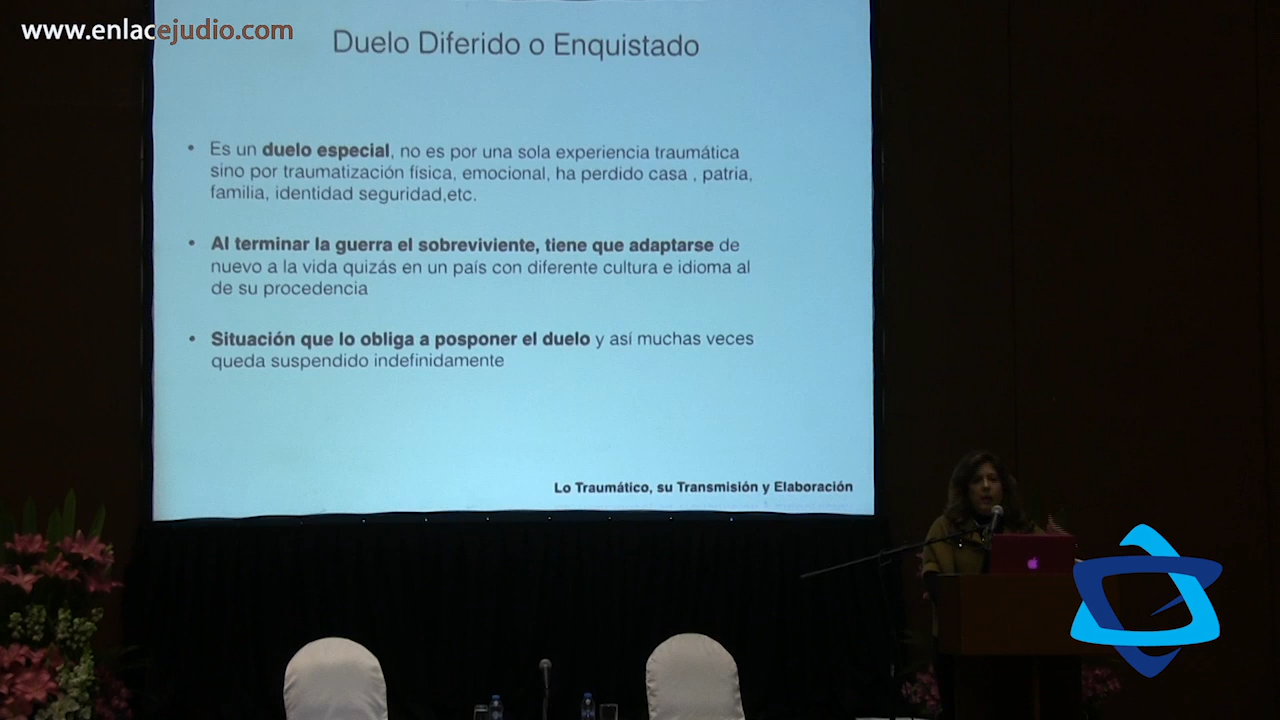 www.enlacejudio.com
Duelo Diferido o Enquistado
• Es un duelo especial, no es por una sola experiencia traumática
sino por traumatización física, emocional, ha perdido casa , patria,
familia, identidad seguridad,etc.
• Al terminar la guerra el sobreviviente, tiene que adaptarse de
nuevo a la vida quizás en un país con diferente cultura e idioma al
de su procedencia
• Situación que lo obliga a posponer el duelo y así muchas veces
queda suspendido indefinidamente
Lo Traumático, su Transmisión y Elaboración